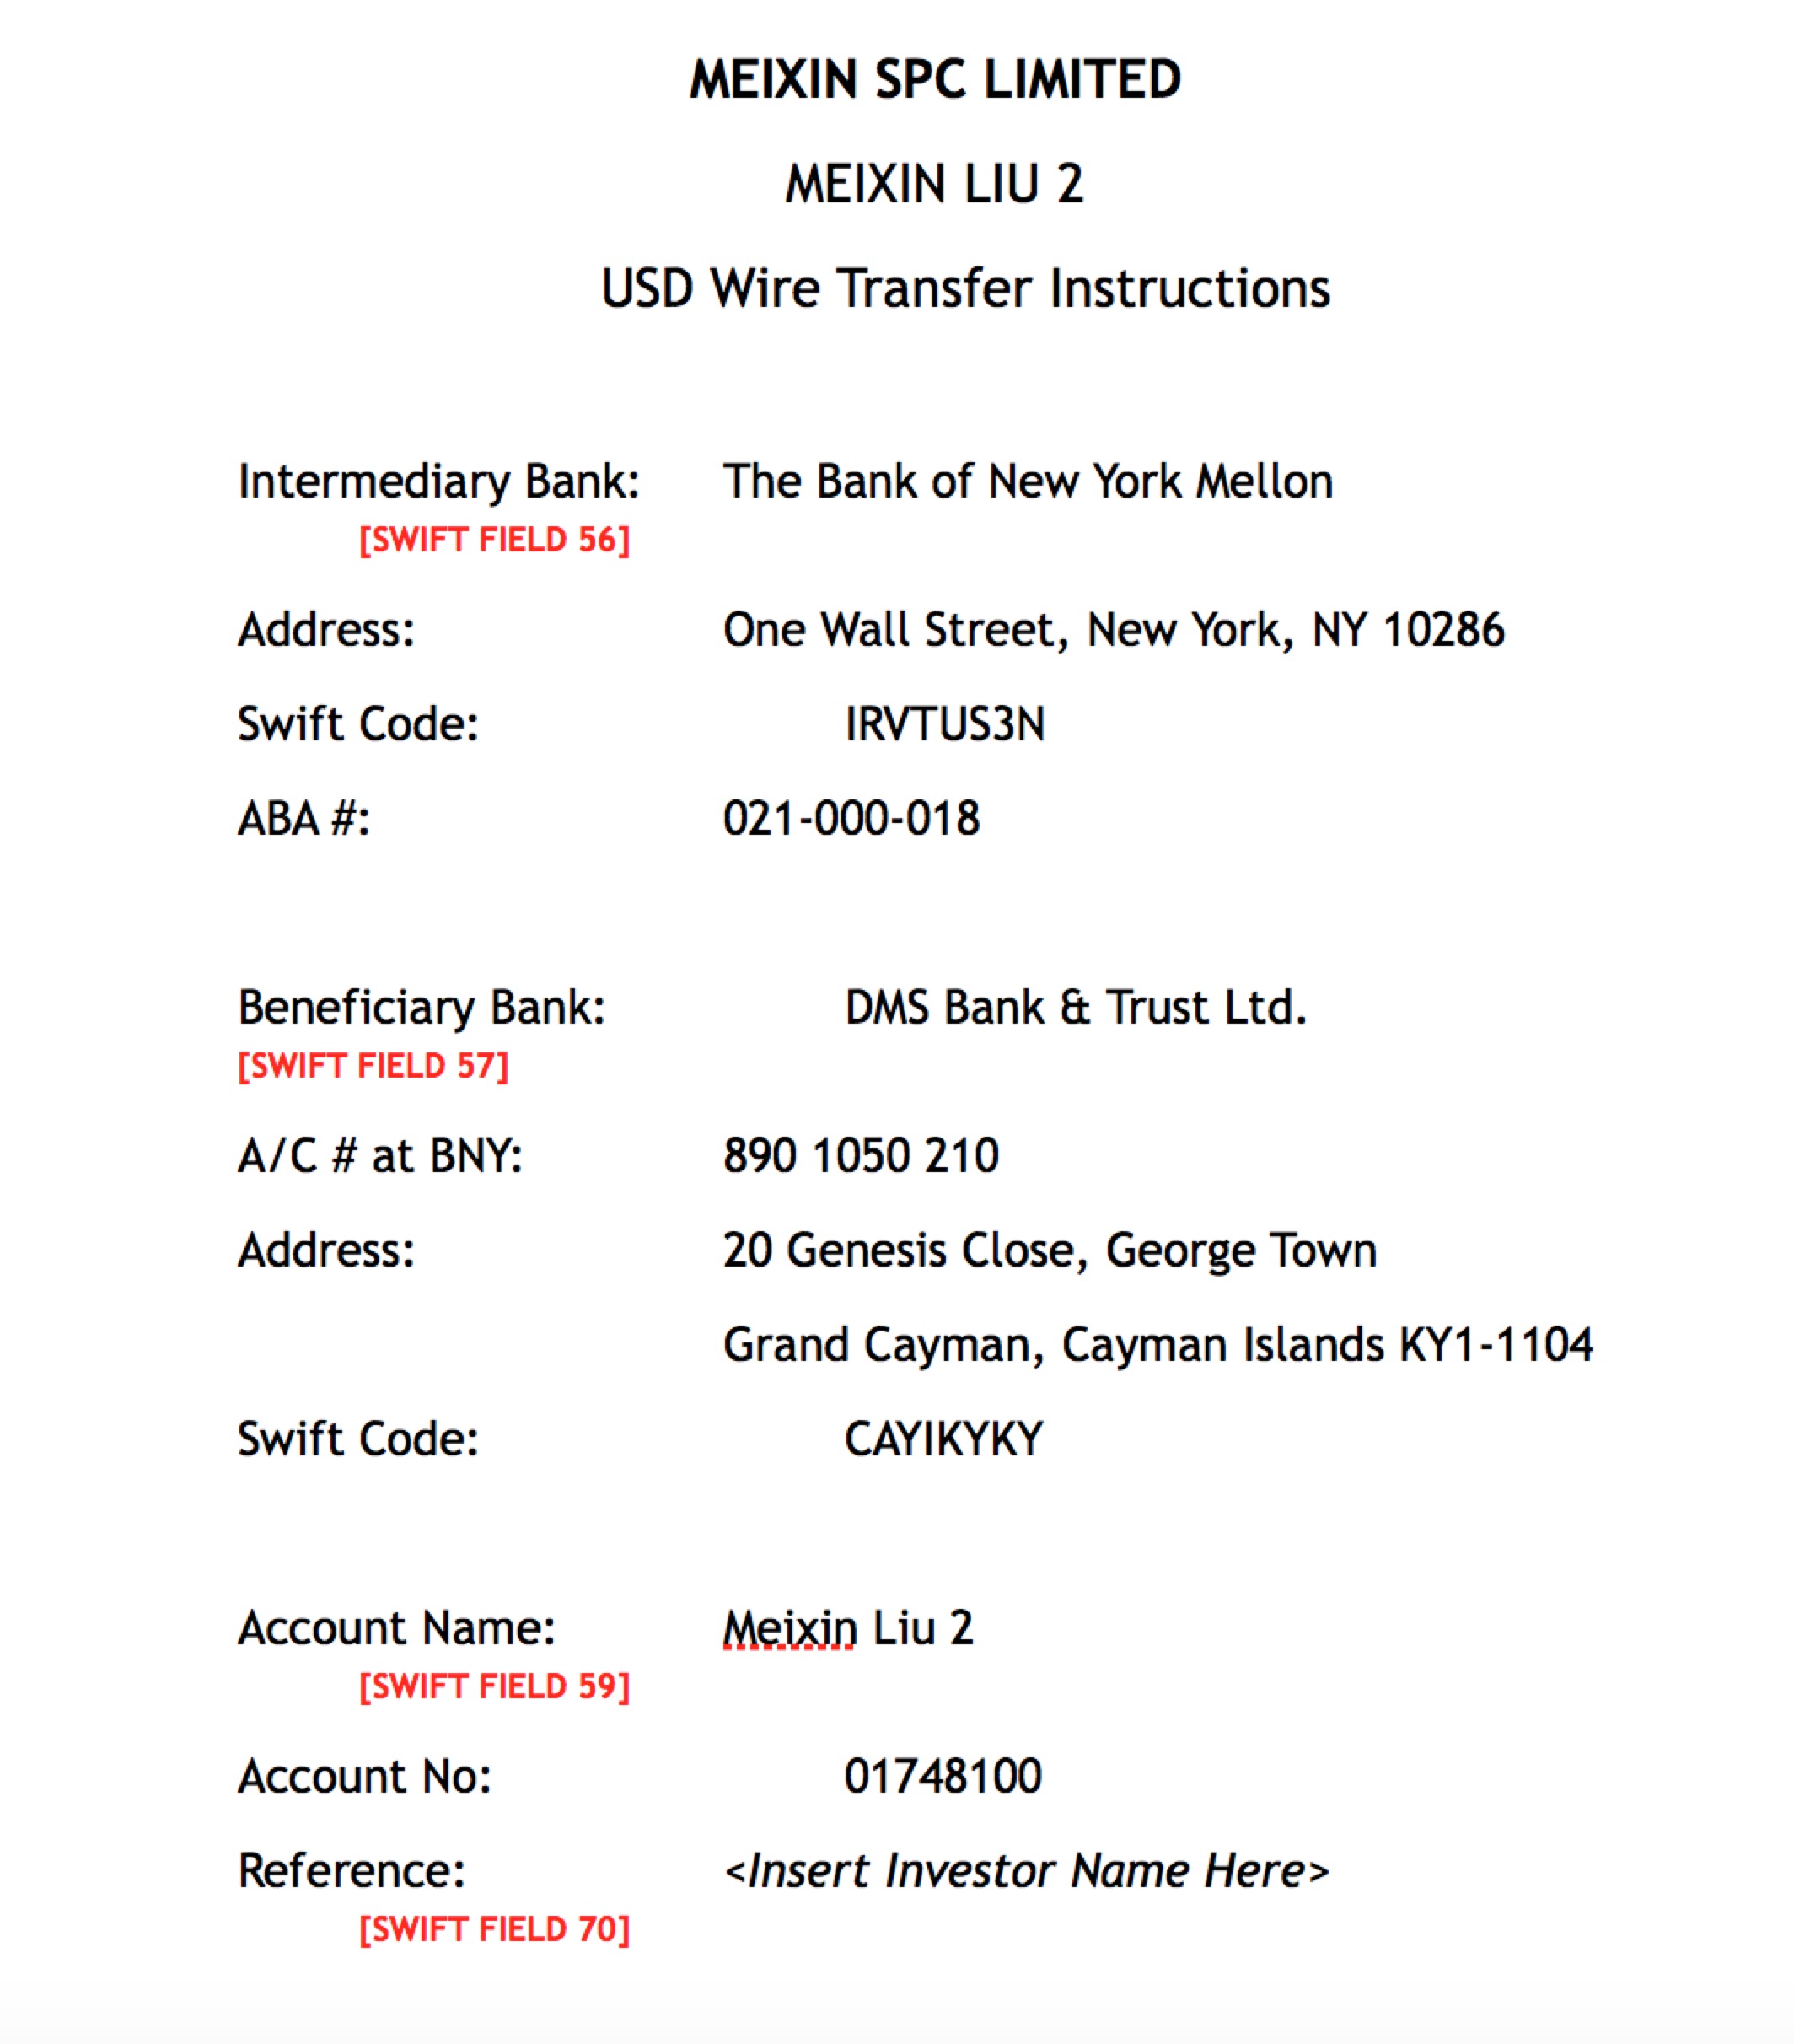 MEIXIN SPC LIMITED
MEIXIN LIU 2
USD Wire Transfer Instructions
Intermediary Bank: The Bank of New York Mellon
[SWIFT FIELD 56]
Address: One Wall Street, New York, NY 10286
Swift Code: IRVTUS3N
ABA #: 021-000-018
Beneficiary Bank: DMS Bank & Trust Ltd.
[SWIFT FIELD 57]
A/C # at BNY: 890 1050 210
Address: 20 Genesis Close, George Town
Grand Cayman, Cayman Islands KY1-1104
Swift Code: CAYIKYKY
Account Name: Meixin Liu 2
[SWIFT FIELD 59]
Account No: 01748100
Reference: <Insert Investor Name Here>
[SWIFT FIELD 70]